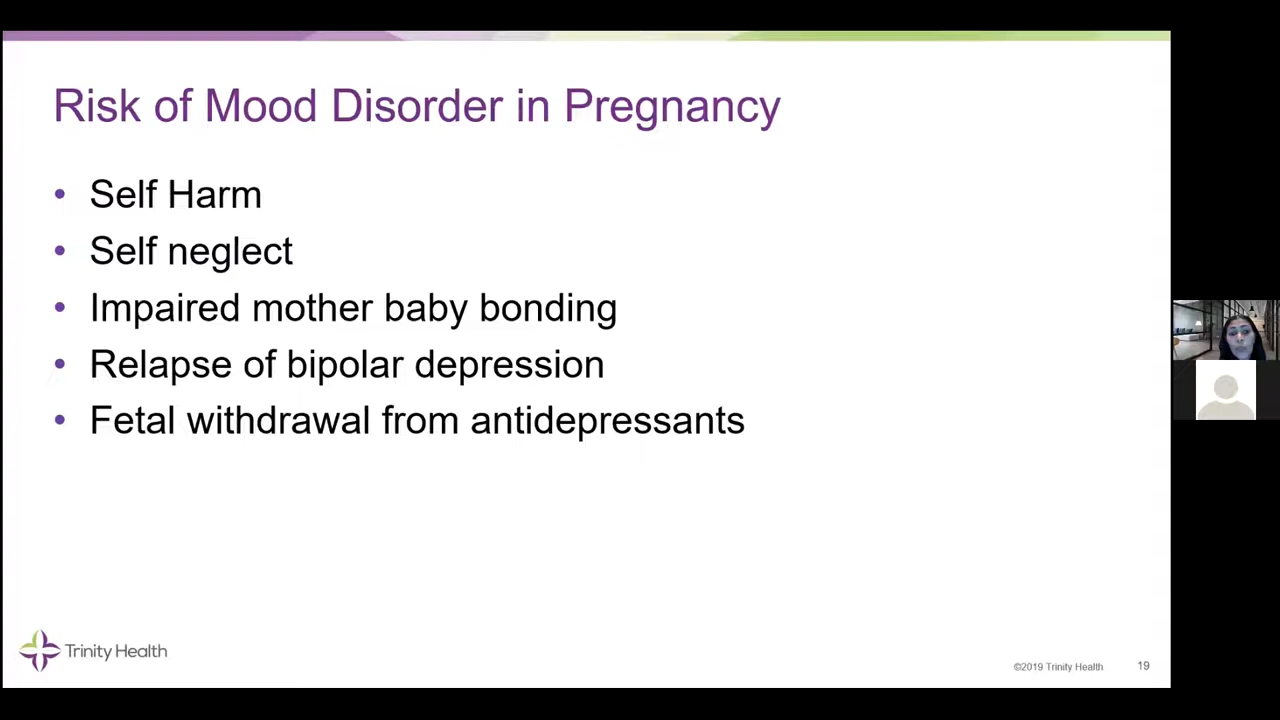 Risk of Mood Disorder in Pregnancy
• Self Harm
• Self neglect
• Impaired mother baby bonding
• Relapse of bipolar depression
• Fetal withdrawal from antidepressants
Trinity Health
©2019 Trinity Health 19